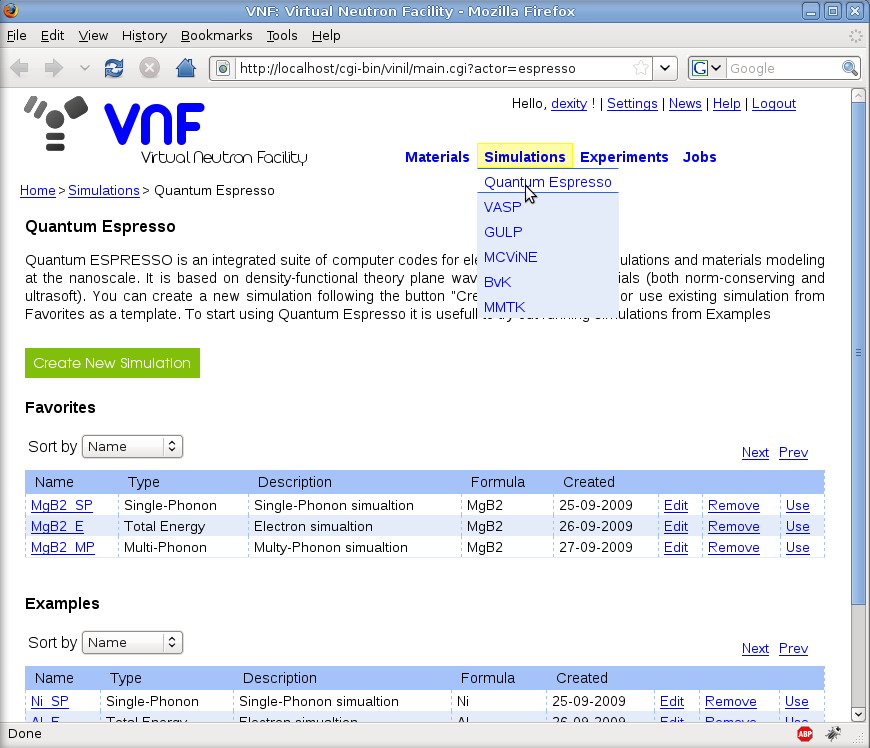 VNF: Virtual Neutron Facility - Mozilla Firefox
File Edit View History Bookmarks Tools Help
http://localhost/cgi-bin/vinil/main.cgi?actor=espresso
G Google
Hello, dexity ! | Settings | News | Help | Logout
VNF
Virtual Neutron Facility
Materials Simulations Experiments Jobs
Quantum Espresso
VASP
GULP
MCViNE
BvK
MMTK
Home > Simulations > Quantum Espresso
Quantum Espresso
Quantum ESPRESSO is an integrated suite of computer codes for ele ulations and materials modeling
at the nanoscale. It is based on density-functional theory plane wav ials (both norm-conserving and
ultrasoft). You can create a new simulation following the button "Cre or use existing simulation from
Favorites as a template. To start using Quantum Espresso it is usefull to try out running simulations from Examples
Create New Simulation
Favorites
Sort by Name
Next Prev
Name Type Description Formula Created
MgB2_SP Single-Phonon Single-Phonon simualtion MgB2 25-09-2009 Edit Remove Use
MgB2_E Total Energy Electron simualtion MgB2 26-09-2009 Edit Remove Use
MgB2_MP Multi-Phonon Multy-Phonon simualtion MgB2 27-09-2009 Edit Remove Use
Examples
Sort by Name
Next Prev
Name Type Description Formula Created
Ni_SP Single-Phonon Single-Phonon simualtion Ni 25-09-2009 Edit Remove Use
Al_E Total Energy Electron simualtion Al 26-09-2009 Edit Remove Use
Done
ABP